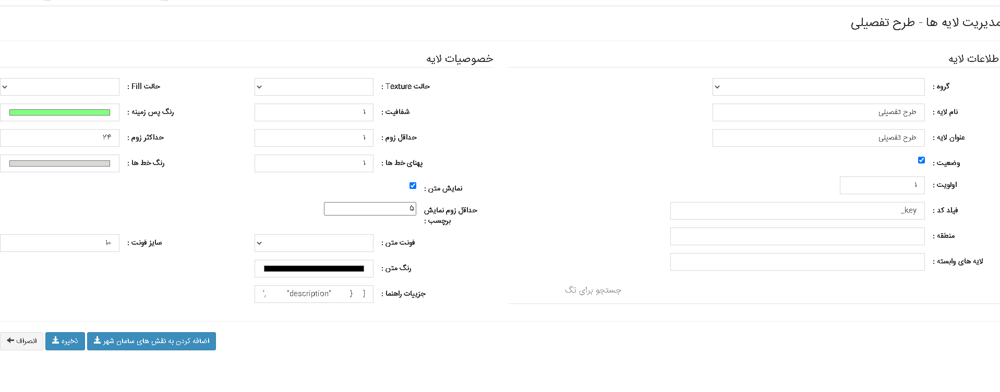 مدیریت لایه ها - طرح تفصیلی
طلاعات لایه
گروه :
نام لایه : طرح تفصیلی
عنوان لایه : طرح تفصیلی
وضعیت :
اولویت : ۱
فیلد کد : _key
منطقه :
لایه های وابسته :
جستجو برای تگ
خصوصیات لایه
حالت Texture : حالت Fill :
شفافیت : ۱ رنگ پس زمینه :
حداقل زوم : ۱ حداکثر زوم : ۲۴
پهنای خط ها : ۱ رنگ خط ها :
نمایش متن :
حداقل زوم نمایش ۵
برچسب :
فونت متن : سایز فونت : ۱۰
رنگ متن :
جزییات راهنما : [ { "description" ,'
اضافه کردن به نقش های سامان شهر ذخیره انصراف